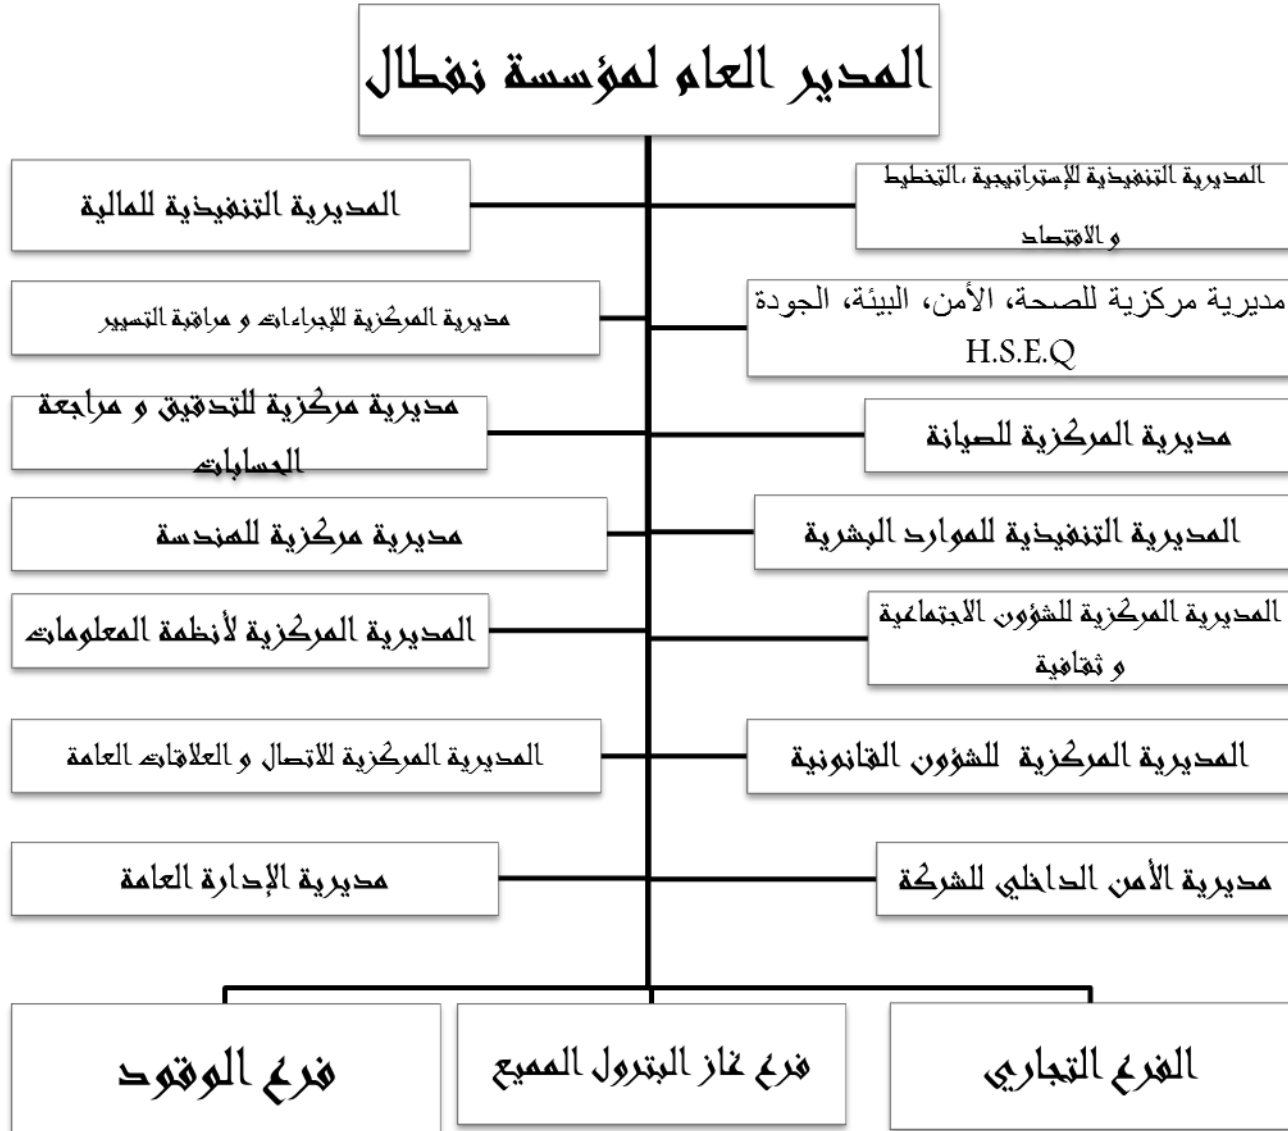 المدير العام لمؤسسة نفطال
المديرية التنفيذية للإستراتيجية ،التخطيط
و الاقتصاد
المديرية التنفيذية للمالية
مديرية مركزية للصحة، الأمن، البيئة، الجودة
H.S.E.Q
مديرية المركزية للإجراءات و مراقبة التسيير
مديرية المركزية للصيانة
مديرية مركزية للتدقيق و مراجعة
الحسابات
المديرية التنفيذية للموارد البشرية
مديرية مركزية للهندسة
المديرية المركزية للشؤون الاجتماعية
و ثقافية
المديرية المركزية لأنظمة المعلومات
المديرية المركزية للشؤون القانونية
المديرية المركزية للاتصال و العلاقات العامة
مديرية الأمن الداخلي للشركة
مديرية الإدارة العامة
الفرع التجاري
فرع غاز البترول المميع
فرع الوقود